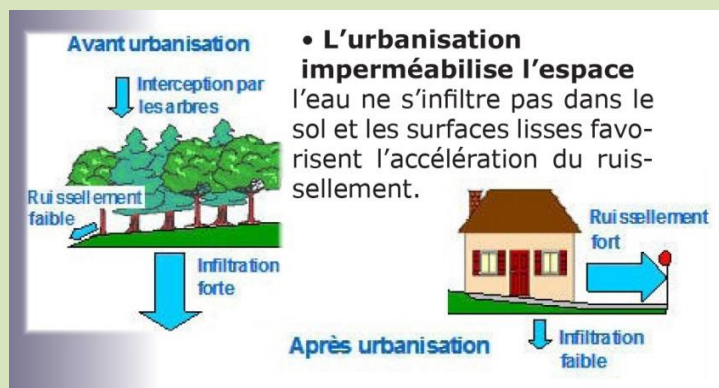 Avant urbanisation
Interception par
les arbres
Ruissellement
faible
Infiltration
forte
• L’urbanisation
imperméabilise l’espace
l’eau ne s’infiltre pas dans le
sol et les surfaces lisses favo-
risent l’accélération du ruis-
sellement.
Ruissellement
fort
Après urbanisation
Infiltration
faible